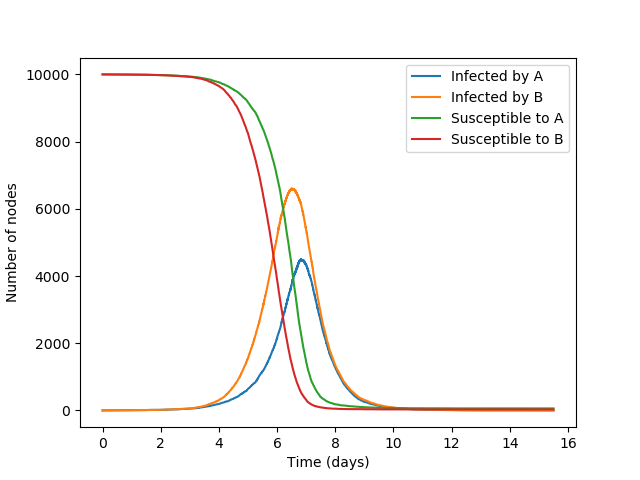 Infected by A
Infected by B
Susceptible to A
Susceptible to B
Number of nodes
10000
8000
6000
4000
2000
0
0 2 4 6 8 10 12 14 16
Time (days)